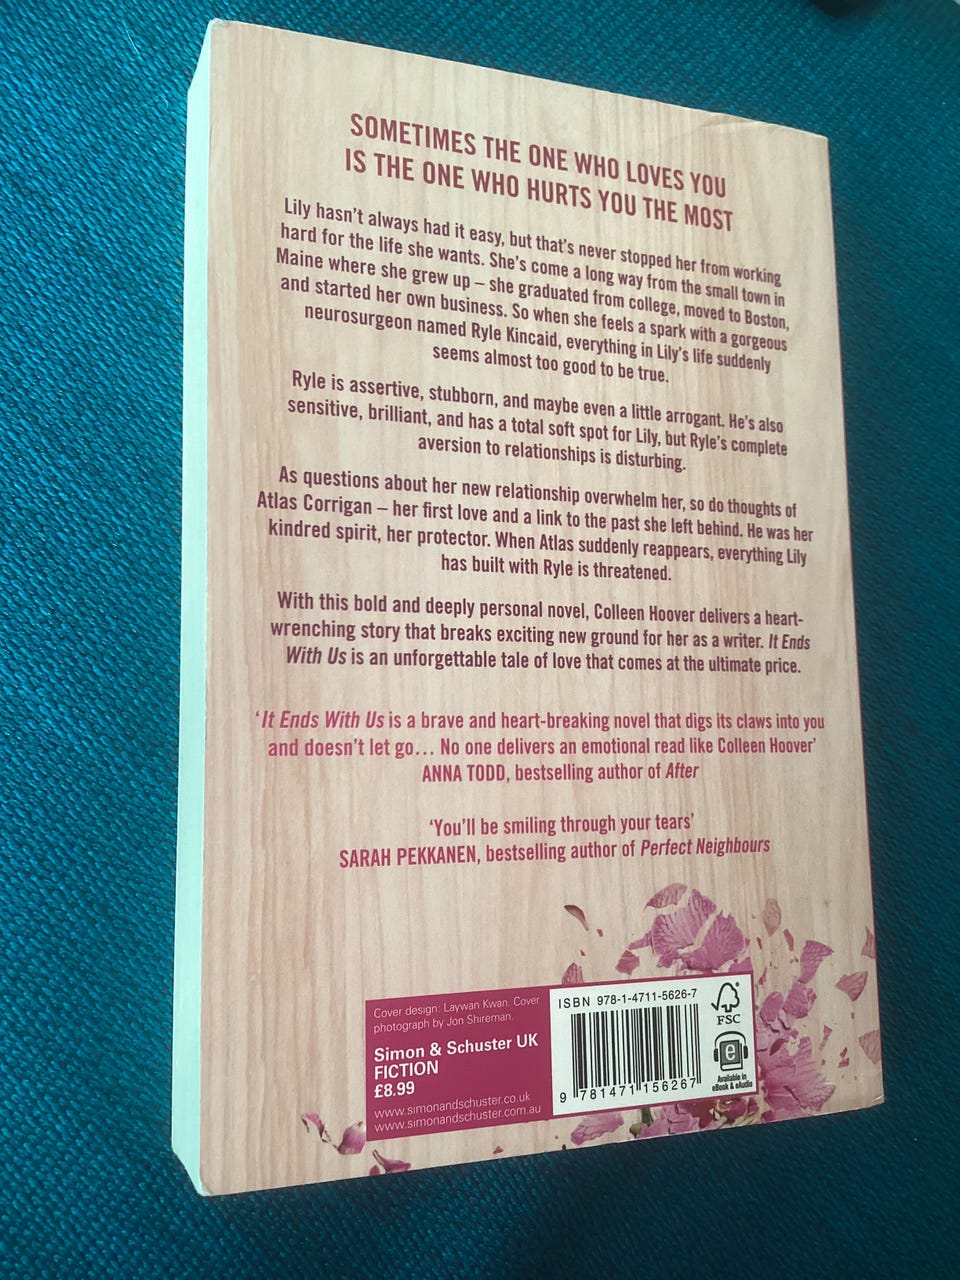 SOMETIMES THE ONE WHO LOVES YOU
IS THE ONE WHO HURTS YOU THE MOST
Lily hasn't always had it easy, but that's never stopped her from working
hard for the life she wants. She's come a long way from the small town in
Maine where she grew up – she graduated from college, moved to Boston,
and started her own business. So when she feels a spark with a gorgeous
neurosurgeon named Ryle Kincaid, everything in Lily's life suddenly
seems almost too good to be true.
Ryle is assertive, stubborn, and maybe even a little arrogant. He's also
sensitive, brilliant, and has a total soft spot for Lily, but Ryle's complete
aversion to relationships is disturbing.
As questions about her new relationship overwhelm her, so do thoughts of
Atlas Corrigan – her first love and a link to the past she left behind. He was her
kindred spirit, her protector. When Atlas suddenly reappears, everything Lily
has built with Ryle is threatened.
With this bold and deeply personal novel, Colleen Hoover delivers a heart-
wrenching story that breaks exciting new ground for her as a writer. It Ends
With Us is an unforgettable tale of love that comes at the ultimate price.
'It Ends With Us is a brave and heart-breaking novel that digs its claws into you
and doesn't let go... No one delivers an emotional read like Colleen Hoover'
ANNA TODD, bestselling author of After
'You'll be smiling through your tears'
SARAH PEKKANEN, bestselling author of Perfect Neighbours
Cover design: Laywan Kwan. Cover
photograph by Jon Shireman.
Simon & Schuster UK
FICTION
£8.99
www.simonandschuster.co.uk
www.simonandschuster.com.au
ISBN 978-1-4711-5626-7
9 781471 156267
FSC
e
Available in
eBook & eAudio